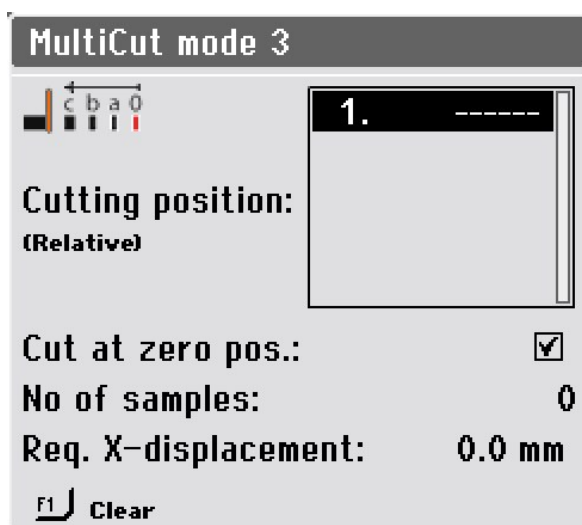 MultiCut mode 3
c b a 0
1. ------
Cutting position:
(Relative)
Cut at zero pos.:
No of samples: 0
Req. X-displacement: 0.0 mm
F1 Clear